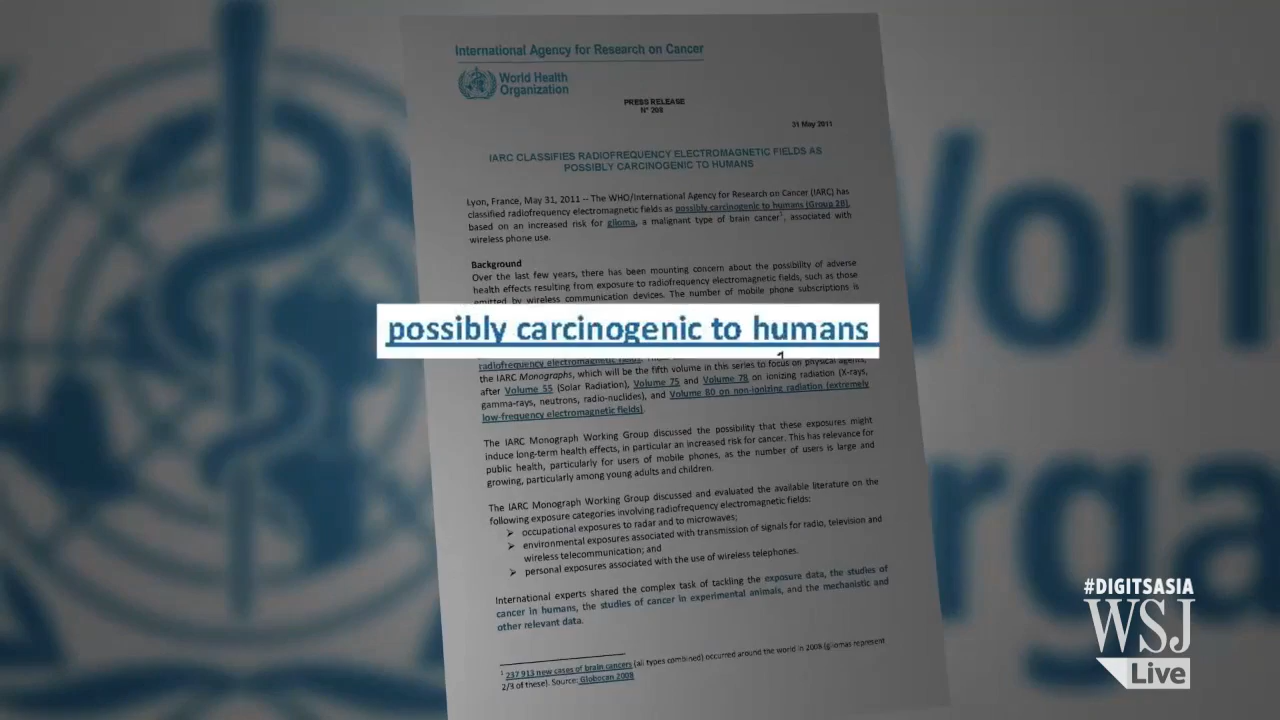 International Agency for Research on Cancer
World Health
Organization
PRESS RELEASE
N° 208
31 May 2011
IARC CLASSIFIES RADIOFREQUENCY ELECTROMAGNETIC FIELDS AS
POSSIBLY CARCINOGENIC TO HUMANS
Lyon, France, May 31, 2011 -- The WHO/International Agency for Research on Cancer (IARC) has
classified radiofrequency electromagnetic fields as possibly carcinogenic to humans (Group 2B),
based on an increased risk for glioma, a malignant type of brain cancer1, associated with
wireless phone use.
Background
Over the last few years, there has been mounting concern about the possibility of adverse
health effects resulting from exposure to radiofrequency electromagnetic fields, such as those
emitted by wireless communication devices. The number of mobile phone subscriptions is
possibly carcinogenic to humans
radiofrequency electromagnetic
the IARC Monographs, which will be the fifth volume in this series to focus on physical agents,
after Volume 55 (Solar Radiation), Volume 75 and Volume 78 on ionizing radiation (X-rays,
gamma-rays, neutrons, radio-nuclides), and Volume 80 on non-ionizing radiation (extremely
low-frequency electromagnetic fields).
The IARC Monograph Working Group discussed the possibility that these exposures might
induce long-term health effects, in particular an increased risk for cancer. This has relevance for
public health, particularly for users of mobile phones, as the number of users is large and
growing, particularly among young adults and children.
The IARC Monograph Working Group discussed and evaluated the available literature on the
following exposure categories involving radiofrequency electromagnetic fields:
➢ occupational exposures to radar and to microwaves;
➢ environmental exposures associated with transmission of signals for radio, television and
wireless telecommunication; and
➢ personal exposures associated with the use of wireless telephones.
International experts shared the complex task of tackling the exposure data, the studies of
cancer in humans, the studies of cancer in experimental animals, and the mechanistic and
other relevant data.
1 237 913 new cases of brain cancers (all types combined) occurred around the world in 2008 (gliomas represent
2/3 of these). Source: Globocan 2008
Worl
rga
#DIGITSASIA
WSJ
Live